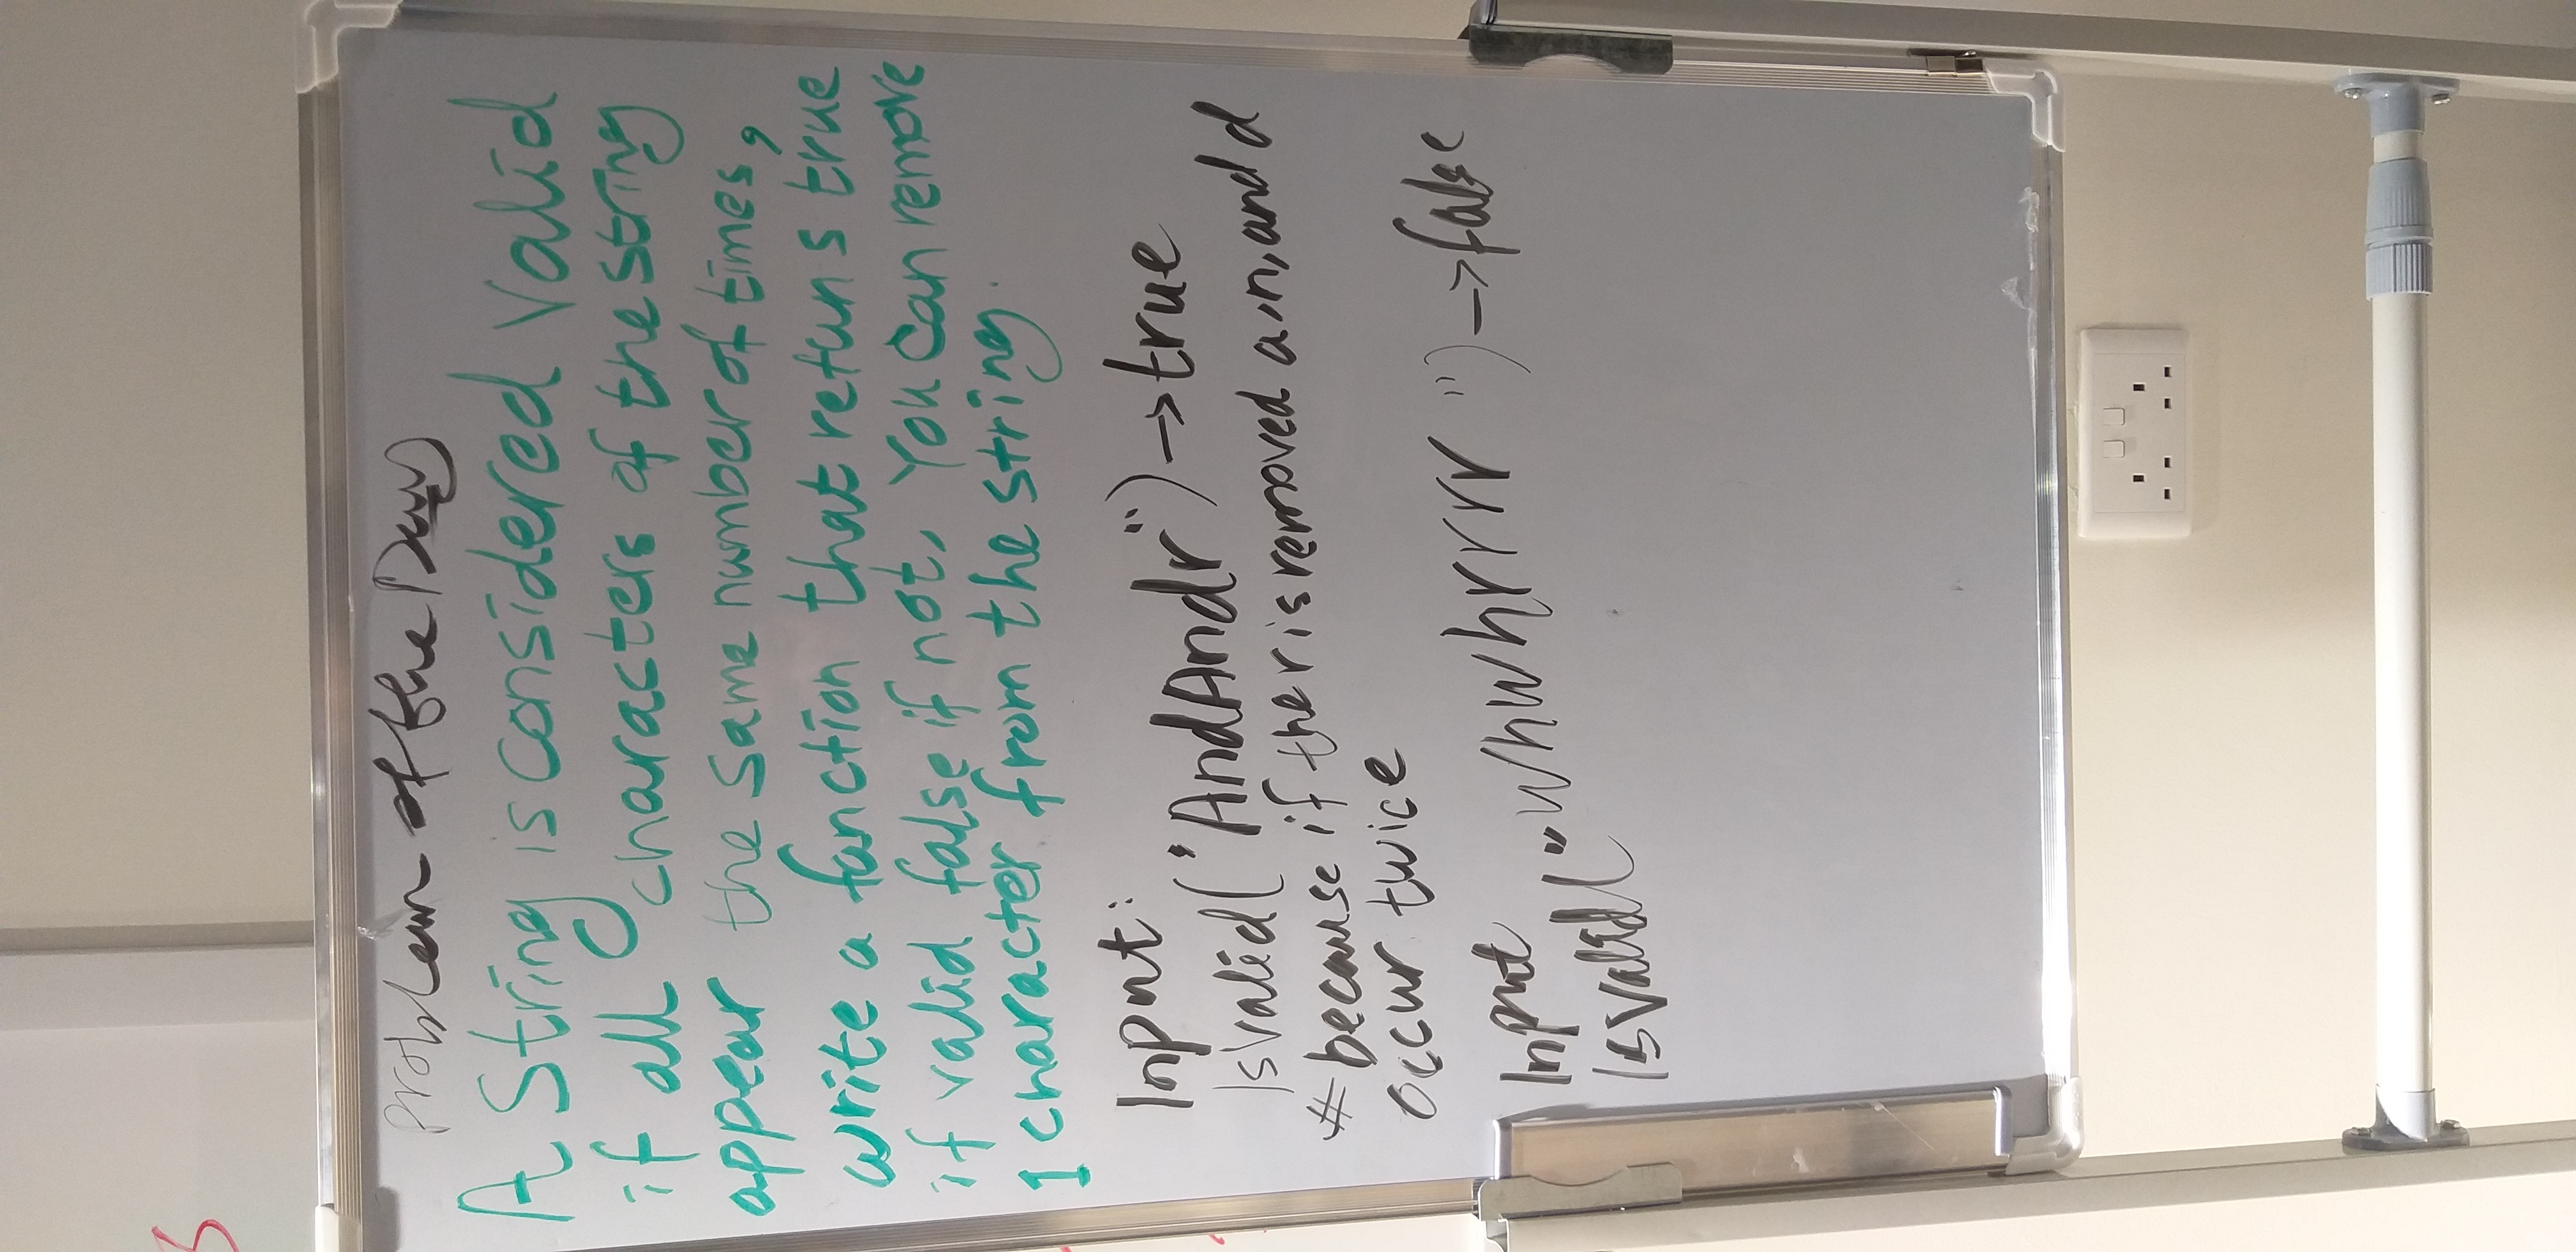 Problem of the Day
A String is considered Valid
if all characters of the string
appear the same number of times,
write a fanction that retuns true
if valid false if not. You can remove
1 character from the string.
Input:
IsValid("AndAndr") -> true
# because if the r is removed a,n, and d
occur twice
Input
IsValid("whwhrrrr") -> false